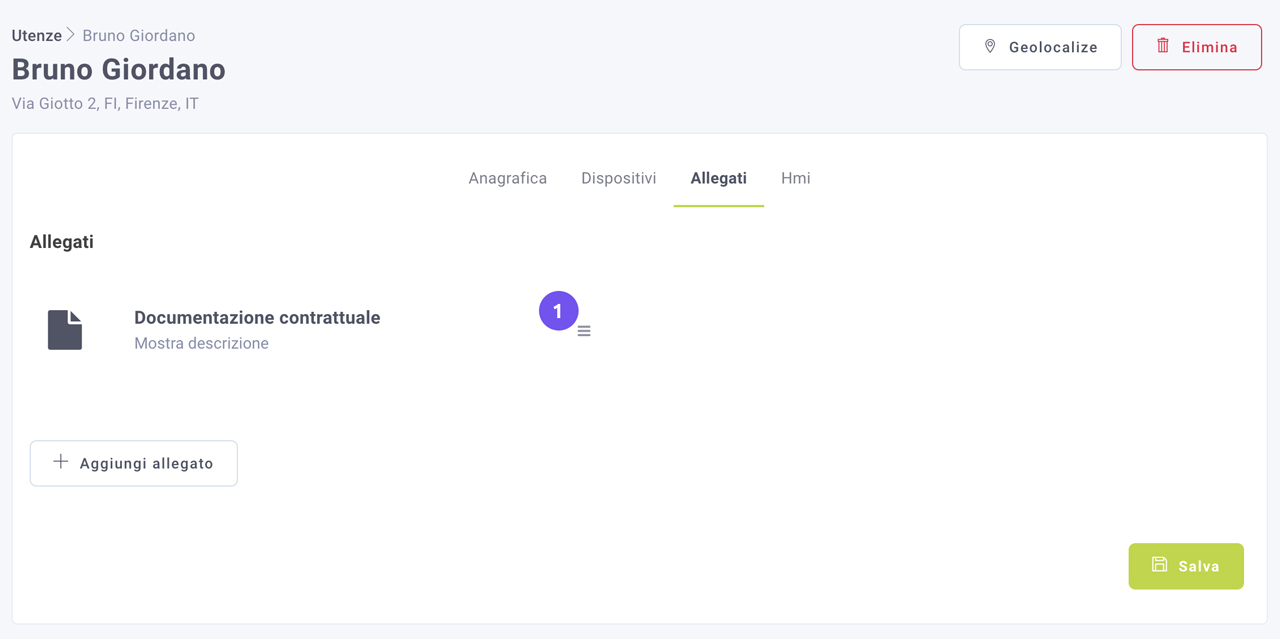 Utenze > Bruno Giordano
Bruno Giordano
Via Giotto 2, FI, Firenze, IT
Geolocalize
Elimina
Anagrafica Dispositivi Allegati Hmi
Allegati
Documentazione contrattuale
Mostra descrizione
1
Aggiungi allegato
Salva